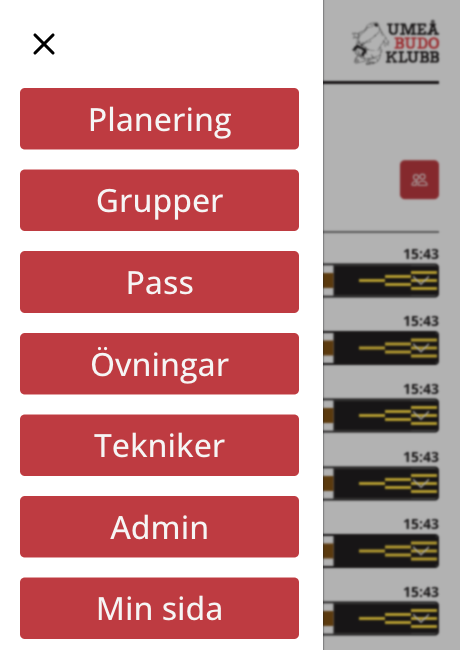 UMEÅ
BUDO
KLUBB
Planering
Grupper
Pass
Övningar
Tekniker
Admin
Min sida
15:43
15:43
15:43
15:43
15:43
15:43